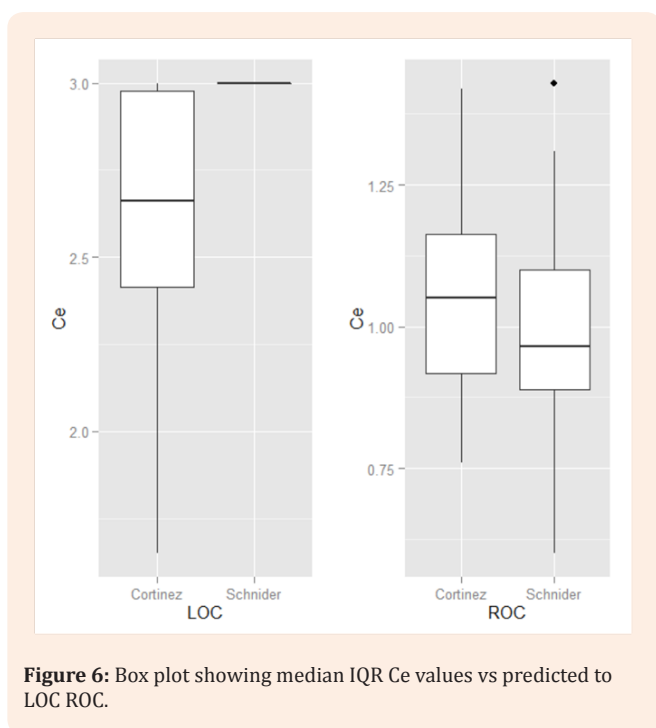 3.0
2.5
2.0
Ce
Cortinez Schnider
LOC
1.25
1.00
0.75
Ce
Cortinez Schnider
ROC
Figure 6: Box plot showing median IQR Ce values vs predicted to
LOC ROC.